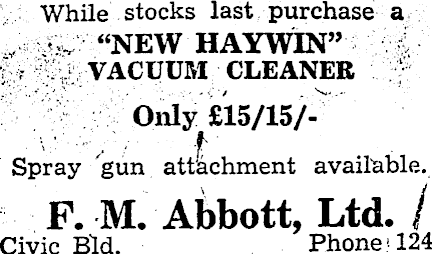 While stocks last purchase a
“NEW HAYWIN”
VACUUM CLEANER
Only £15/15/-
Spray gun attachment available.
F. M. Abbott, Ltd.
Civic Bld. Phone 124